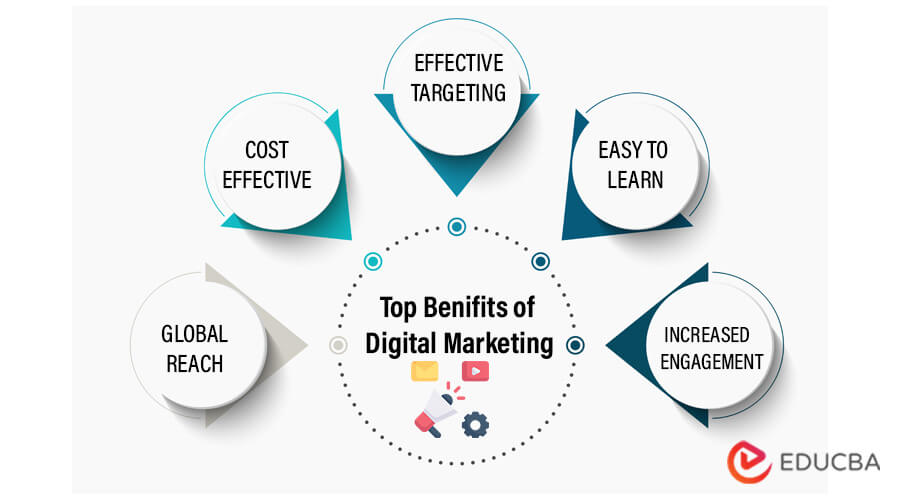 EFFECTIVE
TARGETING
COST
EFFECTIVE
EASY TO
LEARN
GLOBAL
REACH
Top Benifits of
Digital Marketing
INCREASED
ENGAGEMENT
EDUCBA